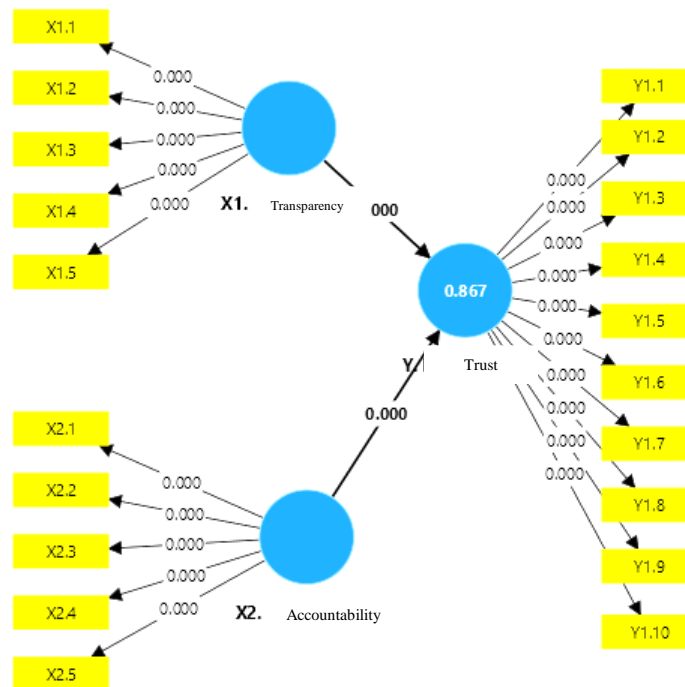 X1.1
X1.2
X1.3
X1.4
X1.5
0.000
0.000
0.000
0.000
0.000
X1. Transparency
000
X2.1
X2.2
X2.3
X2.4
X2.5
0.000
0.000
0.000
0.000
0.000
X2. Accountability
0.000
0.867
Y. Trust
0.000
0.000
0.000
0.000
0.000
0.000
0.000
0.000
0.000
0.000
Y1.1
Y1.2
Y1.3
Y1.4
Y1.5
Y1.6
Y1.7
Y1.8
Y1.9
Y1.10